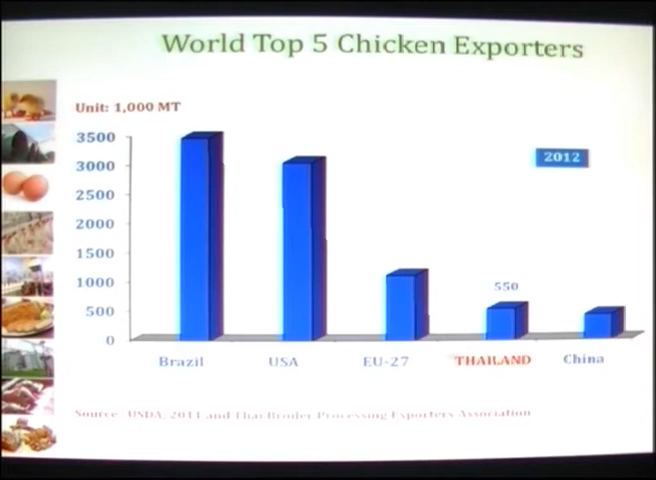 World Top 5 Chicken Exporters
Unit: 1,000 MT
3500
3000
2500
2000
1500
1000
500
0
2012
550
Brazil USA EU-27 THAILAND China
Source: USDA, 2011 and Thai Broiler Processing Exporters Association